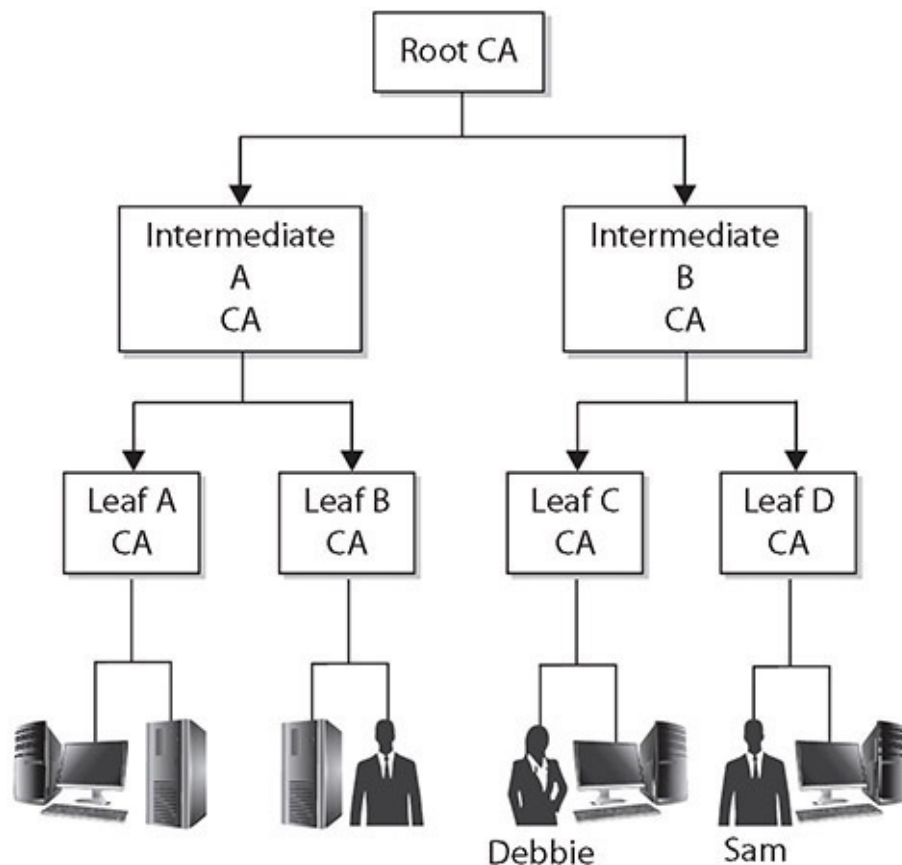 Root CA
Intermediate
A
CA
Intermediate
B
CA
Leaf A
CA
Leaf B
CA
Leaf C
CA
Leaf D
CA
Debbie
Sam